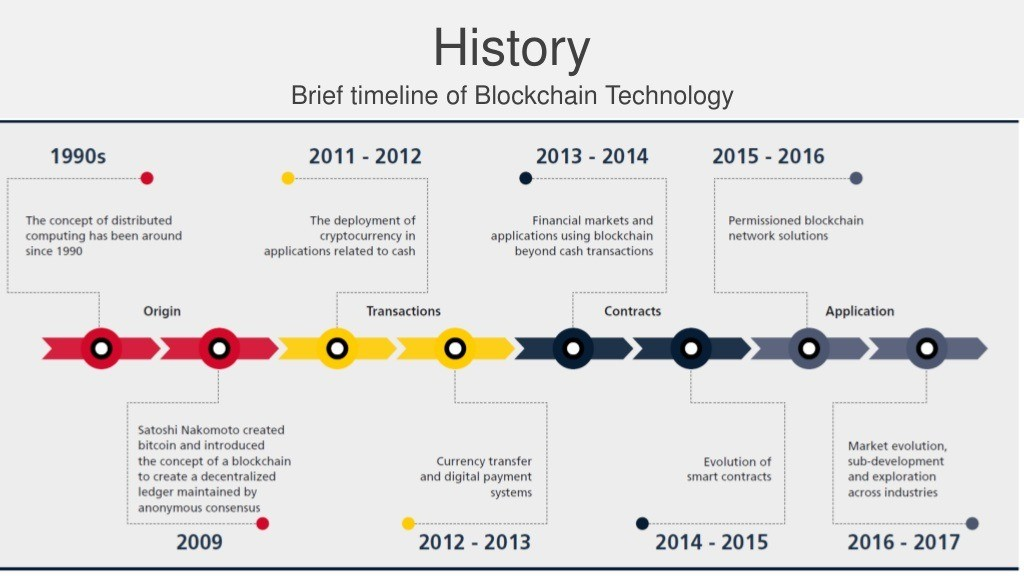 History
Brief timeline of Blockchain Technology
1990s
The concept of distributed
computing has been around
since 1990
2011 - 2012
The deployment of
cryptocurrency in
applications related to cash
2013 - 2014
Financial markets and
applications using blockchain
beyond cash transactions
2015 - 2016
Permissioned blockchain
network solutions
Origin
Transactions
Contracts
Application
Satoshi Nakomoto created
bitcoin and introduced
the concept of a blockchain
to create a decentralized
ledger maintained by
anonymous consensus
2009
Currency transfer
and digital payment
systems
2012 - 2013
Evolution of
smart contracts
2014 - 2015
Market evolution,
sub-development
and exploration
across industries
2016 - 2017